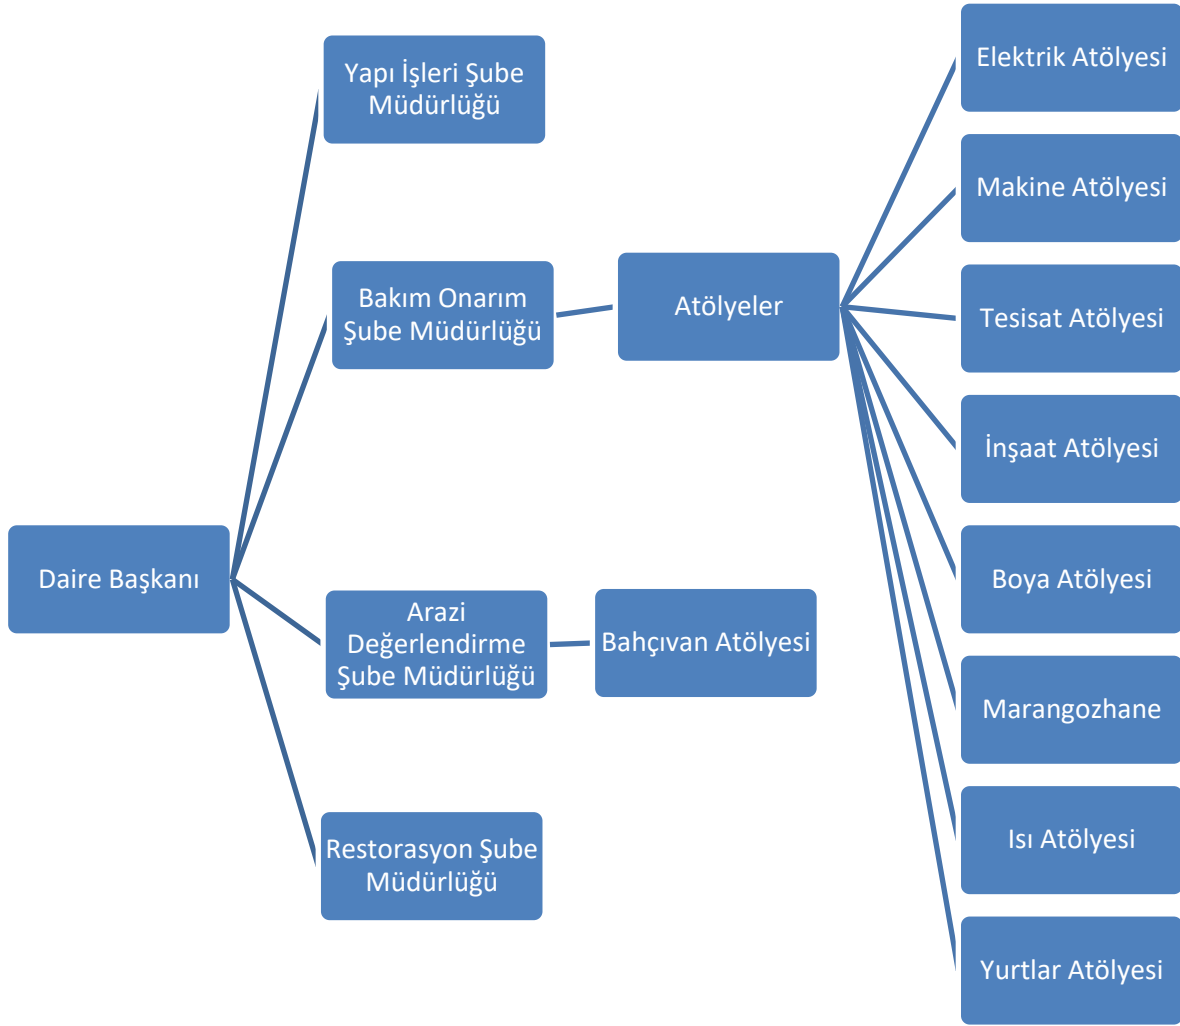 Daire Başkanı
Yapı İşleri Şube
Müdürlüğü
Bakım Onarım
Şube Müdürlüğü
Atölyeler
Elektrik Atölyesi
Makine Atölyesi
Tesisat Atölyesi
İnşaat Atölyesi
Boya Atölyesi
Marangozhane
Isı Atölyesi
Yurtlar Atölyesi
Arazi
Değerlendirme
Şube Müdürlüğü
Bahçıvan Atölyesi
Restorasyon Şube
Müdürlüğü